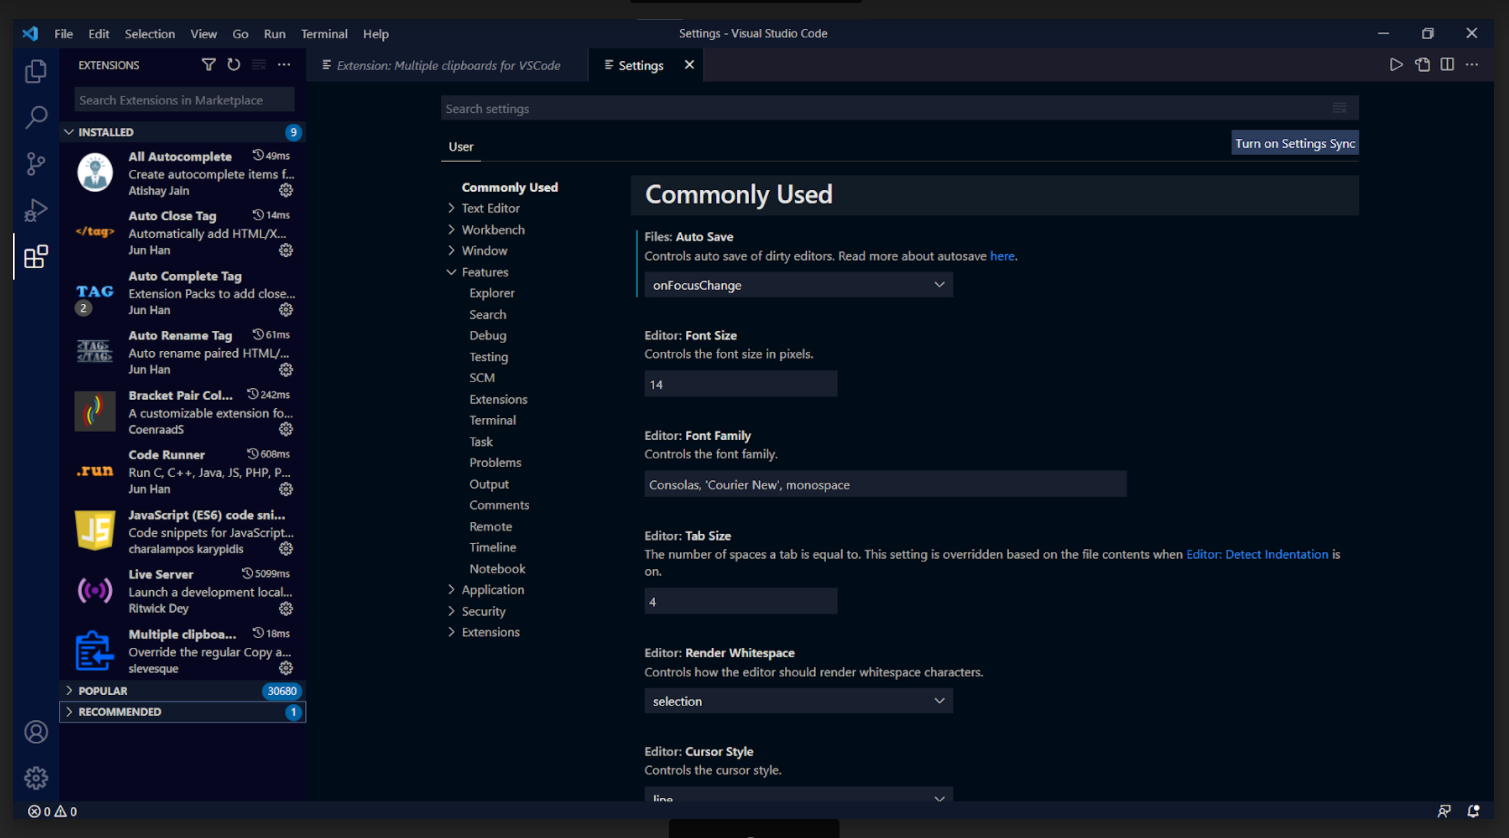 File Edit Selection View Go Run Terminal Help
Settings - Visual Studio Code
EXTENSIONS
Search Extensions in Marketplace
INSTALLED 9
All Autocomplete 49ms
Create autocomplete items f...
Atishay Jain
</tag>
Auto Close Tag 14ms
Automatically add HTML/X...
Jun Han
TAG
2
Auto Complete Tag
Extension Packs to add close...
Jun Han
<TAG>
</TAG>
Auto Rename Tag 61ms
Auto rename paired HTML/...
Jun Han
Bracket Pair Col... 242ms
A customizable extension fo...
CoenraadS
.run
Code Runner 608ms
Run C, C++, Java, JS, PHP, P...
Jun Han
JS
JavaScript (ES6) code sni...
Code snippets for JavaScript...
charalampos karypidis
Live Server 5099ms
Launch a development local...
Ritwick Dey
Multiple clipboa... 18ms
Override the regular Copy a...
slevesque
POPULAR 30680
RECOMMENDED 1
0 0
Extension: Multiple clipboards for VSCode
Settings
Search settings
User
Turn on Settings Sync
Commonly Used
Text Editor
Workbench
Window
Features
Explorer
Search
Debug
Testing
SCM
Extensions
Terminal
Task
Problems
Output
Comments
Remote
Timeline
Notebook
Application
Security
Extensions
Commonly Used
Files: Auto Save
Controls auto save of dirty editors. Read more about autosave here.
onFocusChange
Editor: Font Size
Controls the font size in pixels.
14
Editor: Font Family
Controls the font family.
Consolas, 'Courier New', monospace
Editor: Tab Size
The number of spaces a tab is equal to. This setting is overridden based on the file contents when Editor: Detect Indentation is
on.
4
Editor: Render Whitespace
Controls how the editor should render whitespace characters.
selection
Editor: Cursor Style
Controls the cursor style.
line